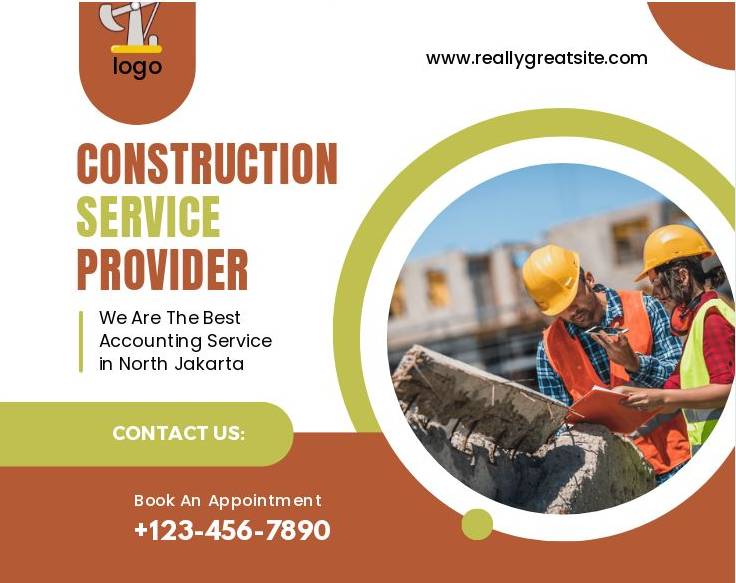 logo
www.reallygreatsite.com
CONSTRUCTION
SERVICE
PROVIDER
We Are The Best
Accounting Service
in North Jakarta
CONTACT US:
Book An Appointment
+123-456-7890